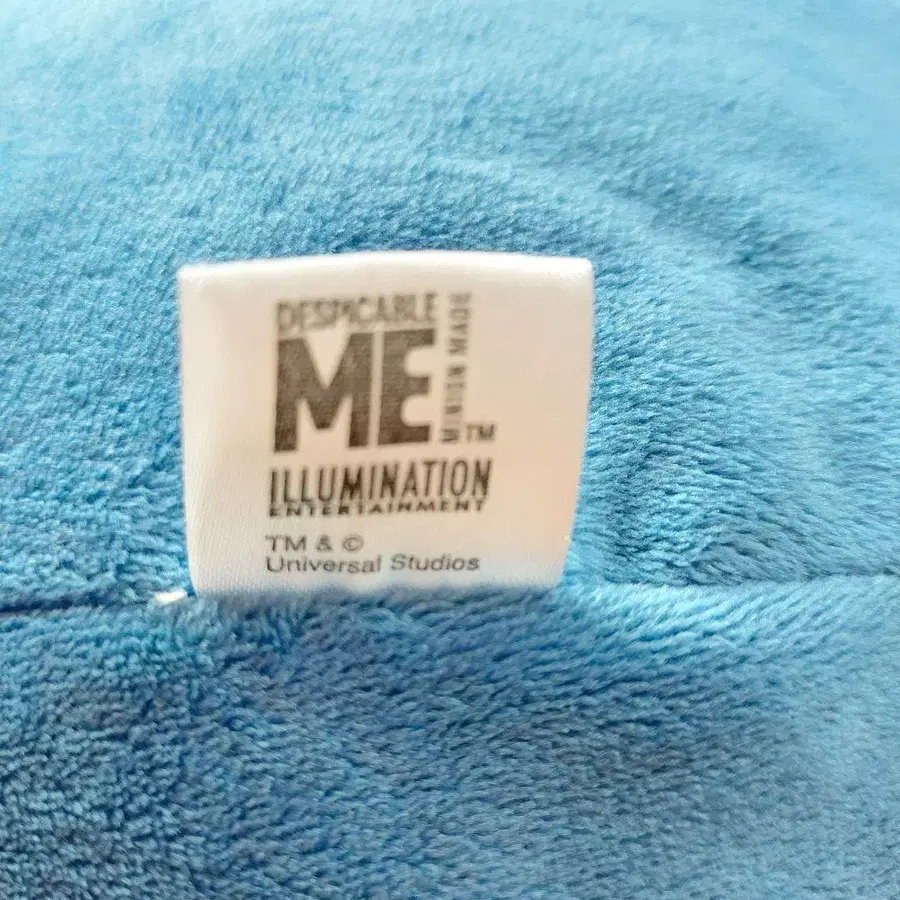 DESPICABLE
ME
MINION MADE
TM
ILLUMINATION
ENTERTAINMENT
TM & ©
Universal Studios